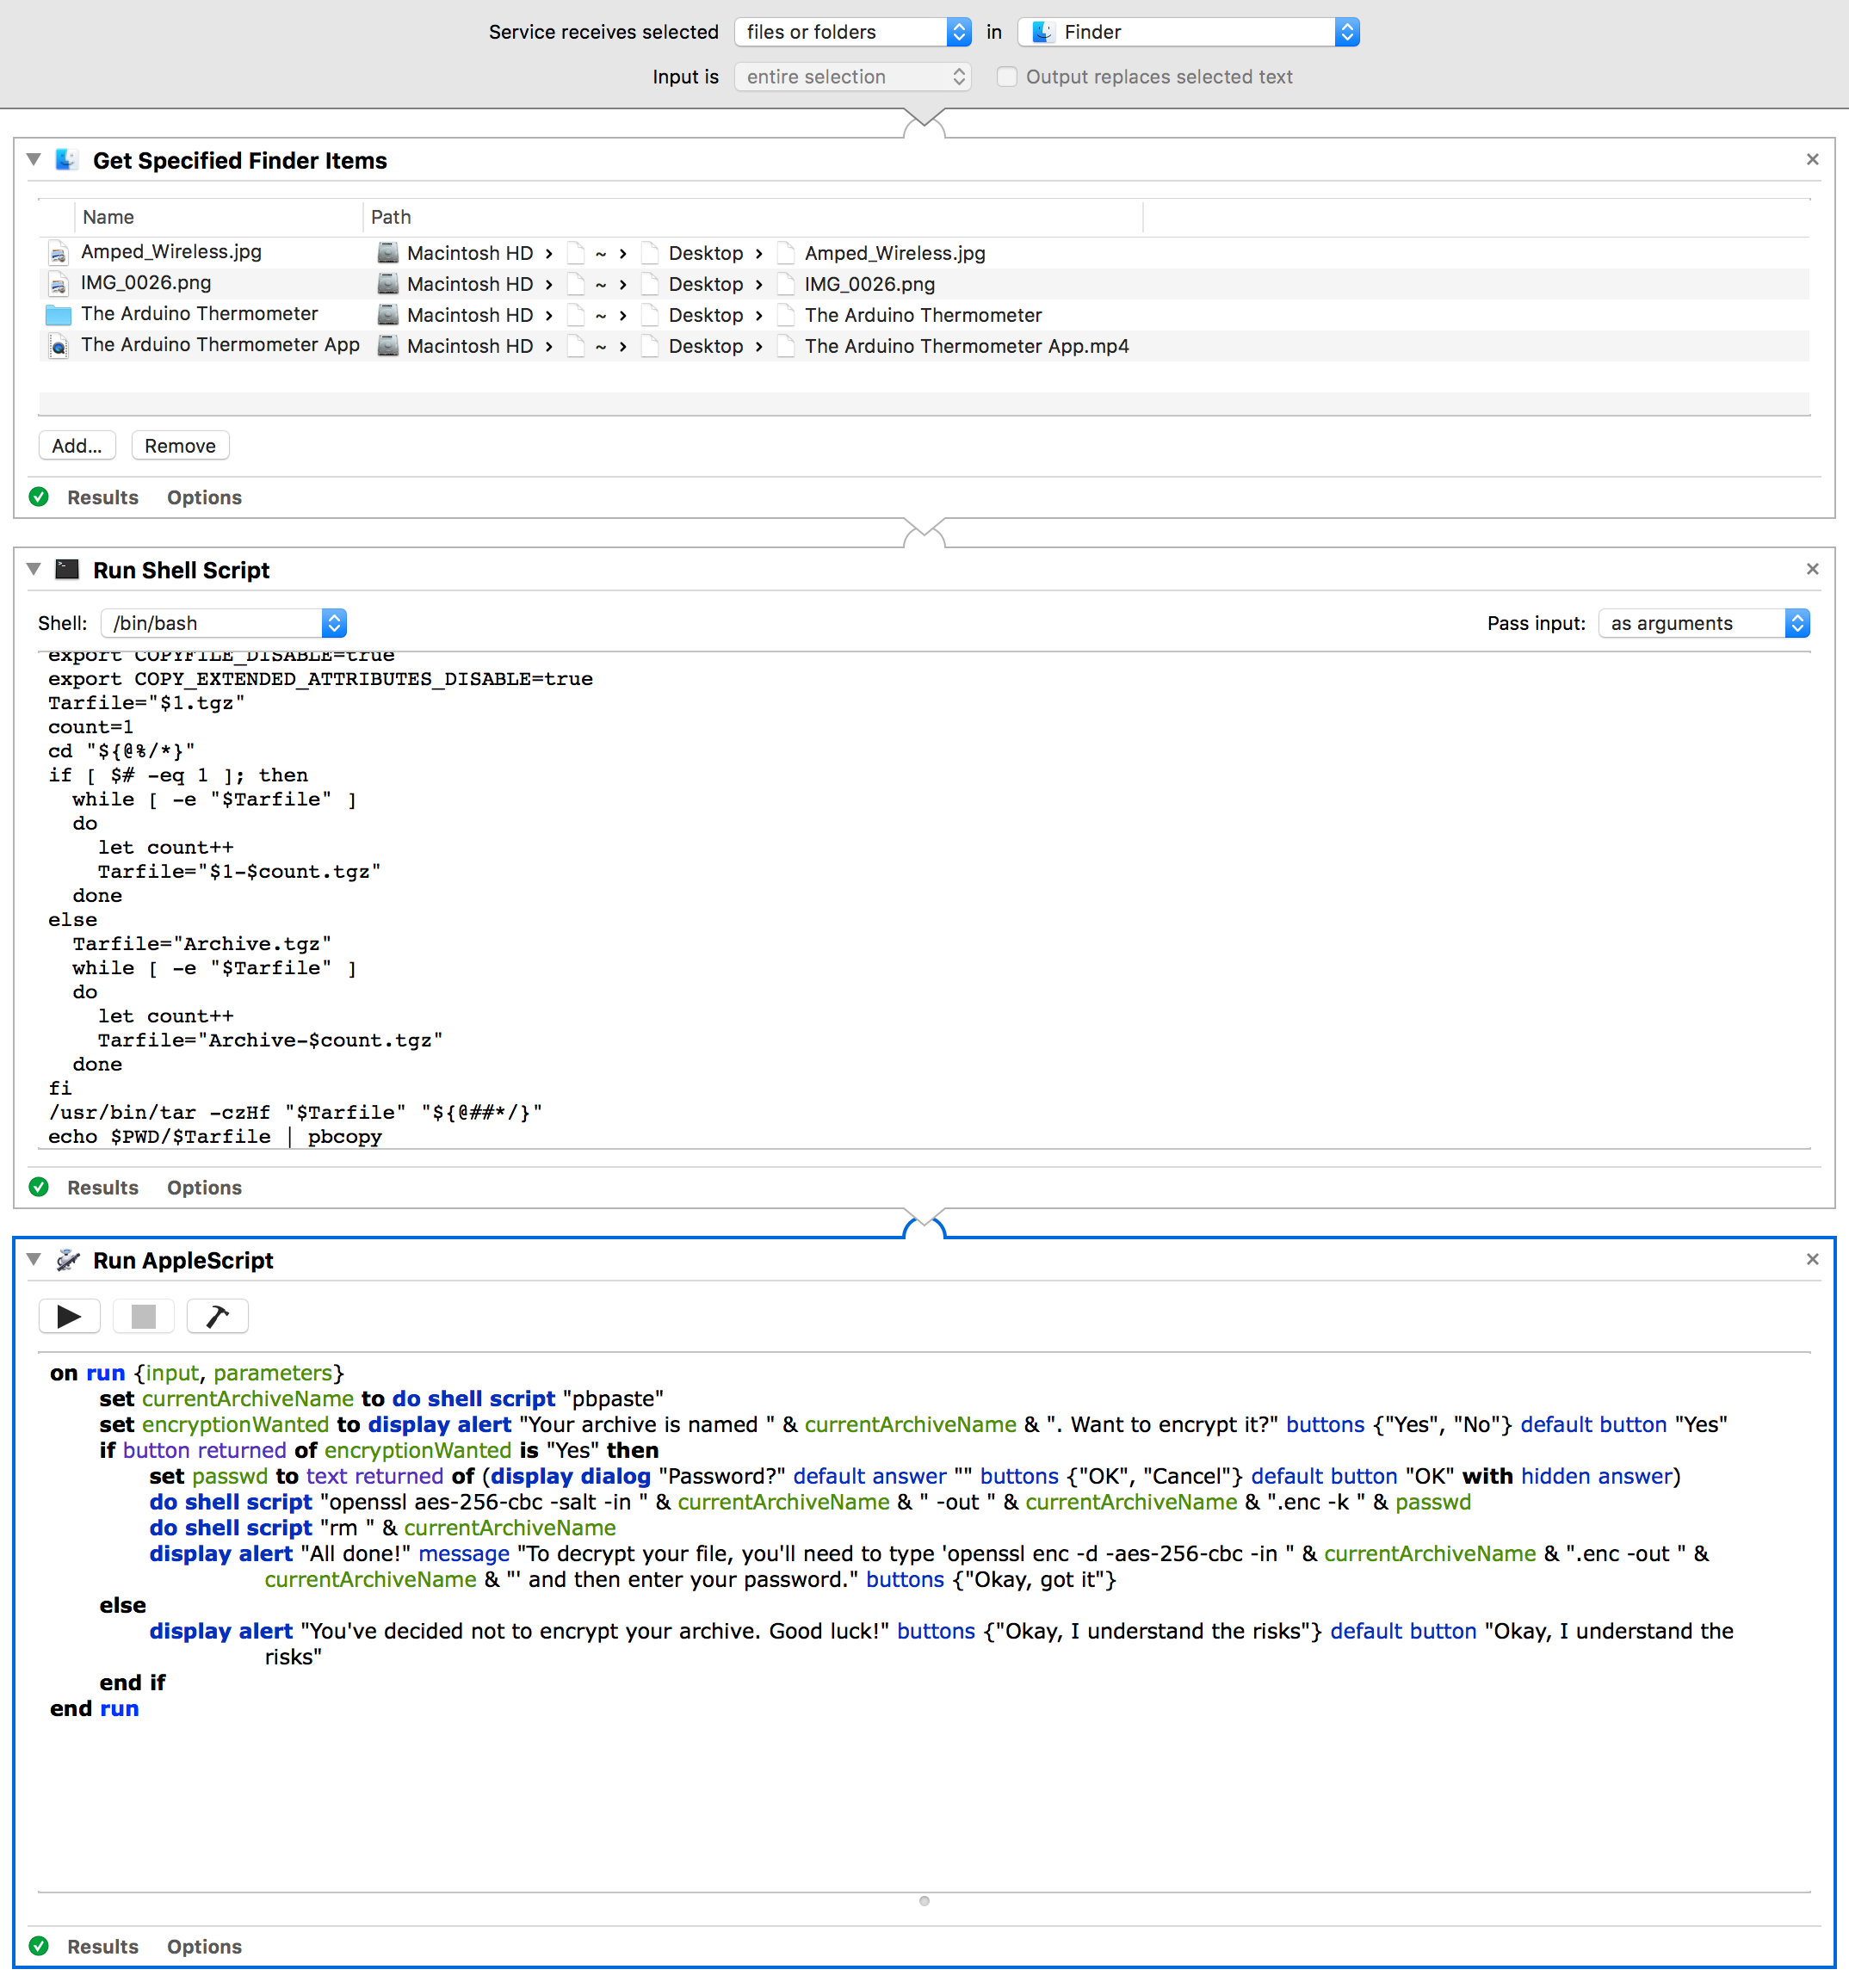 Service receives selected files or folders in Finder
Input is entire selection Output replaces selected text
Get Specified Finder Items
Name Path
Amped_Wireless.jpg Macintosh HD › ~ › Desktop › Amped_Wireless.jpg
IMG_0026.png Macintosh HD › ~ › Desktop › IMG_0026.png
The Arduino Thermometer Macintosh HD › ~ › Desktop › The Arduino Thermometer
The Arduino Thermometer App Macintosh HD › ~ › Desktop › The Arduino Thermometer App.mp4
Add... Remove
Results Options
Run Shell Script
Shell: /bin/bash Pass input: as arguments
export COPYFILE_DISABLE=true
export COPY_EXTENDED_ATTRIBUTES_DISABLE=true
Tarfile="$1.tgz"
count=1
cd "${@%/*}"
if [ $# -eq 1 ]; then
while [ -e "$Tarfile" ]
do
let count++
Tarfile="$1-$count.tgz"
done
else
Tarfile="Archive.tgz"
while [ -e "$Tarfile" ]
do
let count++
Tarfile="Archive-$count.tgz"
done
fi
/usr/bin/tar -czHf "$Tarfile" "${@##*/}"
echo $PWD/$Tarfile | pbcopy
Results Options
Run AppleScript
on run {input, parameters}
set currentArchiveName to do shell script "pbpaste"
set encryptionWanted to display alert "Your archive is named " & currentArchiveName & ". Want to encrypt it?" buttons {"Yes", "No"} default button "Yes"
if button returned of encryptionWanted is "Yes" then
set passwd to text returned of (display dialog "Password?" default answer "" buttons {"OK", "Cancel"} default button "OK" with hidden answer)
do shell script "openssl aes-256-cbc -salt -in " & currentArchiveName & " -out " & currentArchiveName & ".enc -k " & passwd
do shell script "rm " & currentArchiveName
display alert "All done!" message "To decrypt your file, you'll need to type 'openssl enc -d -aes-256-cbc -in " & currentArchiveName & ".enc -out " &
currentArchiveName & "' and then enter your password." buttons {"Okay, got it"}
else
display alert "You've decided not to encrypt your archive. Good luck!" buttons {"Okay, I understand the risks"} default button "Okay, I understand the
risks"
end if
end run
Results Options